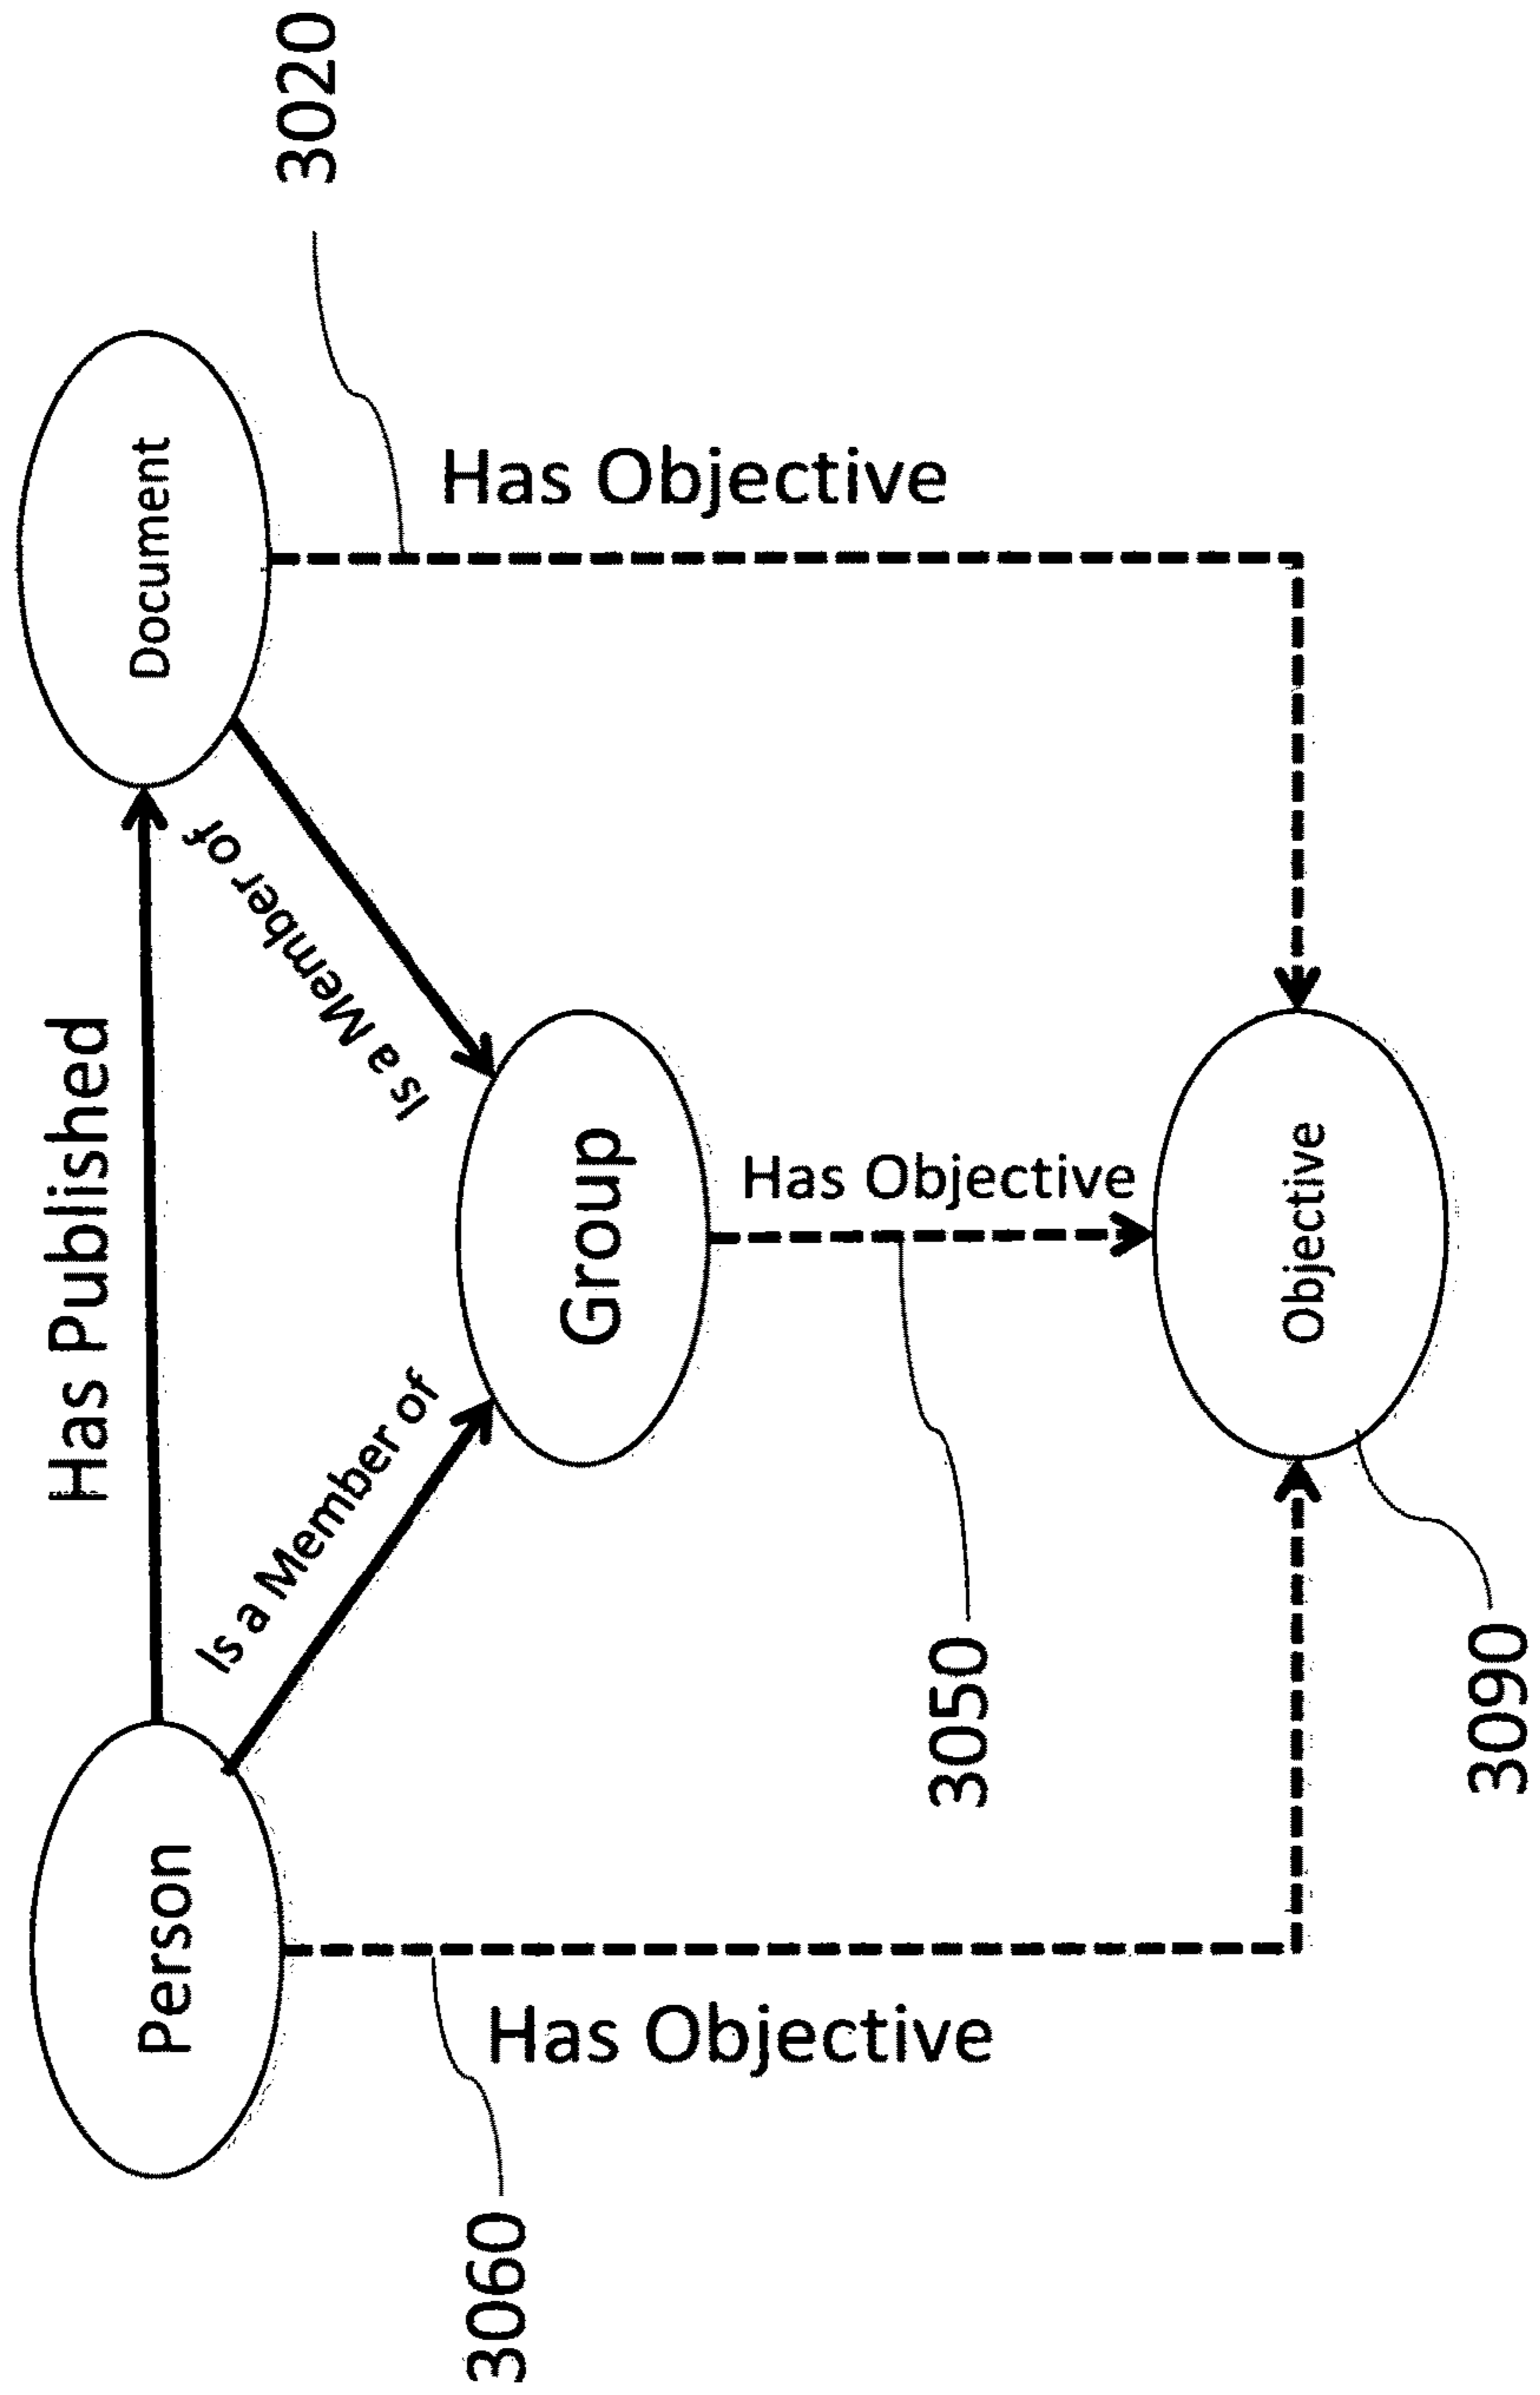 Has Published
Person
Document
Is a Member of
Is a Member of
3020
Group
3060
Has Objective
Has Objective
Has Objective
3050
Objective
3090